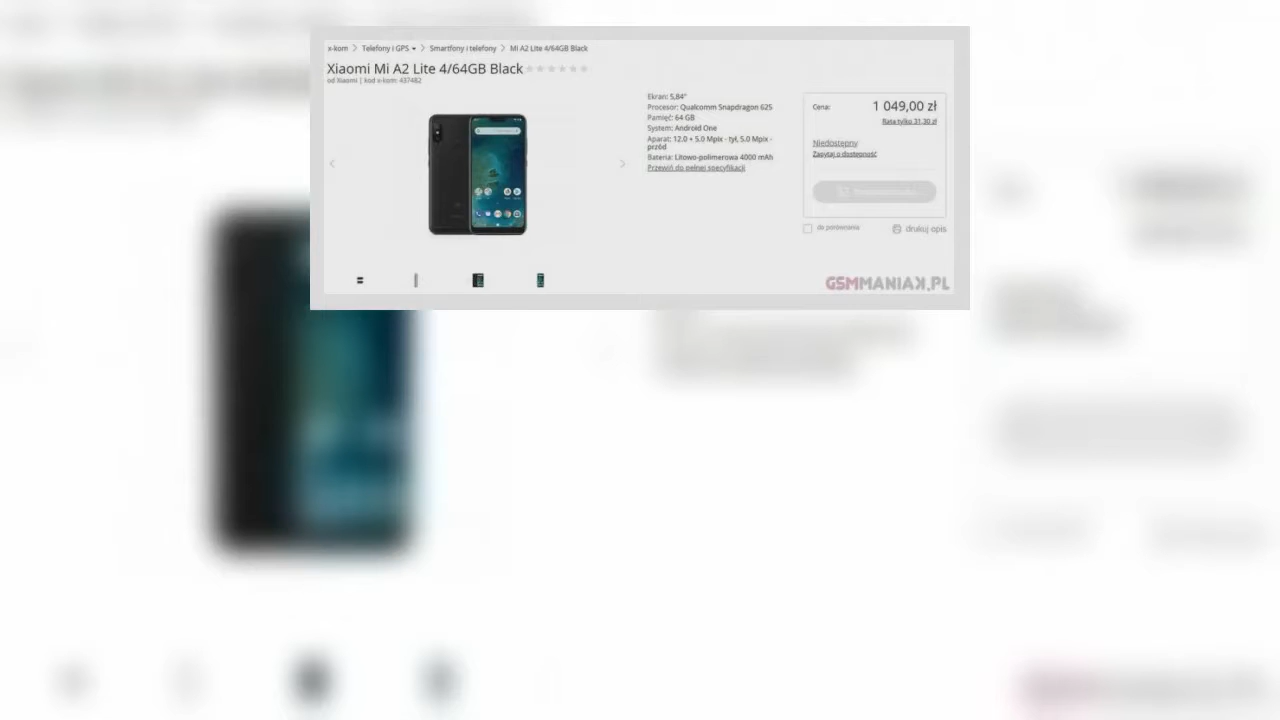 x-kom > Telefony i GPS > Smartfony i telefony > Mi A2 Lite 4/64GB Black
Xiaomi Mi A2 Lite 4/64GB Black
od Xiaomi | kod x-kom: 437482
Ekran: 5,84"
Procesor: Qualcomm Snapdragon 625
Pamięć: 64 GB
System: Android One
Aparat: 12.0 + 5.0 Mpix - tył, 5.0 Mpix -
przód
Bateria: Litowo-polimerowa 4000 mAh
Przewiń do pełnej specyfikacji
Cena: 1 049,00 zł
Rata tylko 31,30 zł
Niedostępny
Zapytaj o dostępność
do porównania
drukuj opis
GSMMANIAK.PL